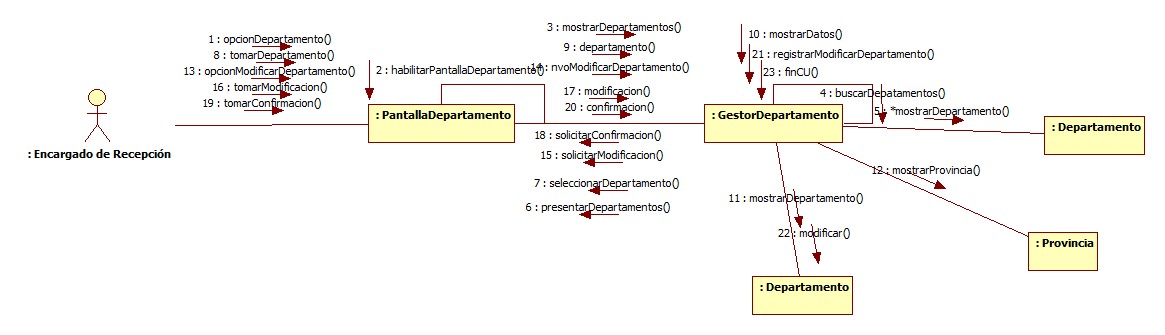 1 : opcionDepartamento()
8 : tomarDepartamento()
13 : opcionModificarDepartamento()
16 : tomarModificacion()
19 : tomarConfirmacion()
: Encargado de Recepción
2 : habilitarPantallaDepartamento()
: PantallaDepartamento
3 : mostrarDepartamentos()
9 : departamento()
14 : nvoModificarDepartamento()
17 : modificacion()
20 : confirmacion()
18 : solicitarConfirmacion()
15 : solicitarModificacion()
7 : seleccionarDepartamento()
6 : presentarDepartamentos()
10 : mostrarDatos()
21 : registrarModificarDepartamento()
23 : finCU()
4 : buscarDepatamentos()
: GestorDepartamento
5 : *mostrarDepartamento()
: Departamento
12 : mostrarProvincia()
: Provincia
11 : mostrarDepartamento()
22 : modificar()
: Departamento